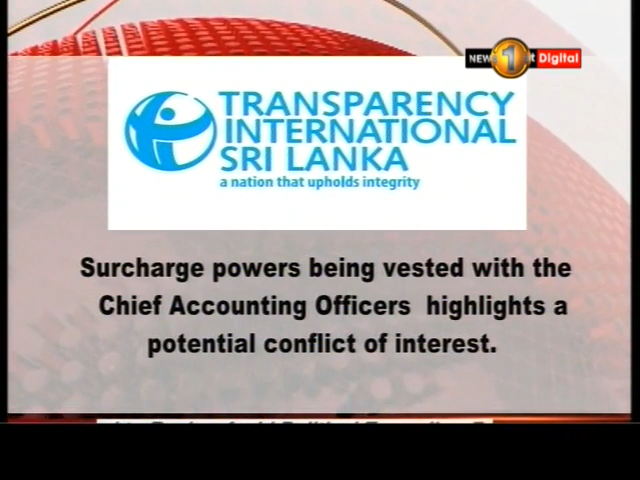 NEWS 1st Digital
TRANSPARENCY
INTERNATIONAL
SRI LANKA
a nation that upholds integrity
Surcharge powers being vested with the
Chief Accounting Officers highlights a
potential conflict of interest.